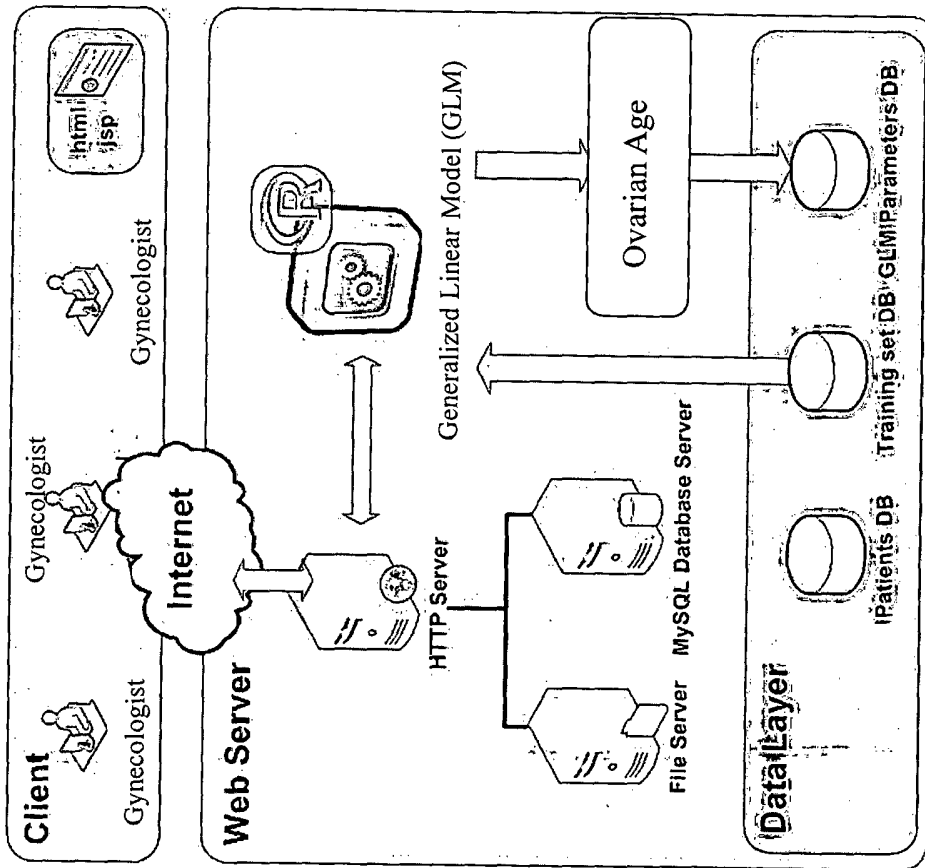 Client
Gynecologist
Gynecologist
Gynecologist
html
jsp
Internet
Web Server
HTTP Server
File Server
MySQL Database Server
R
Generalized Linear Model (GLM)
Ovarian Age
Data Layer
Patients DB
Training set DB
GLM Parameters DB